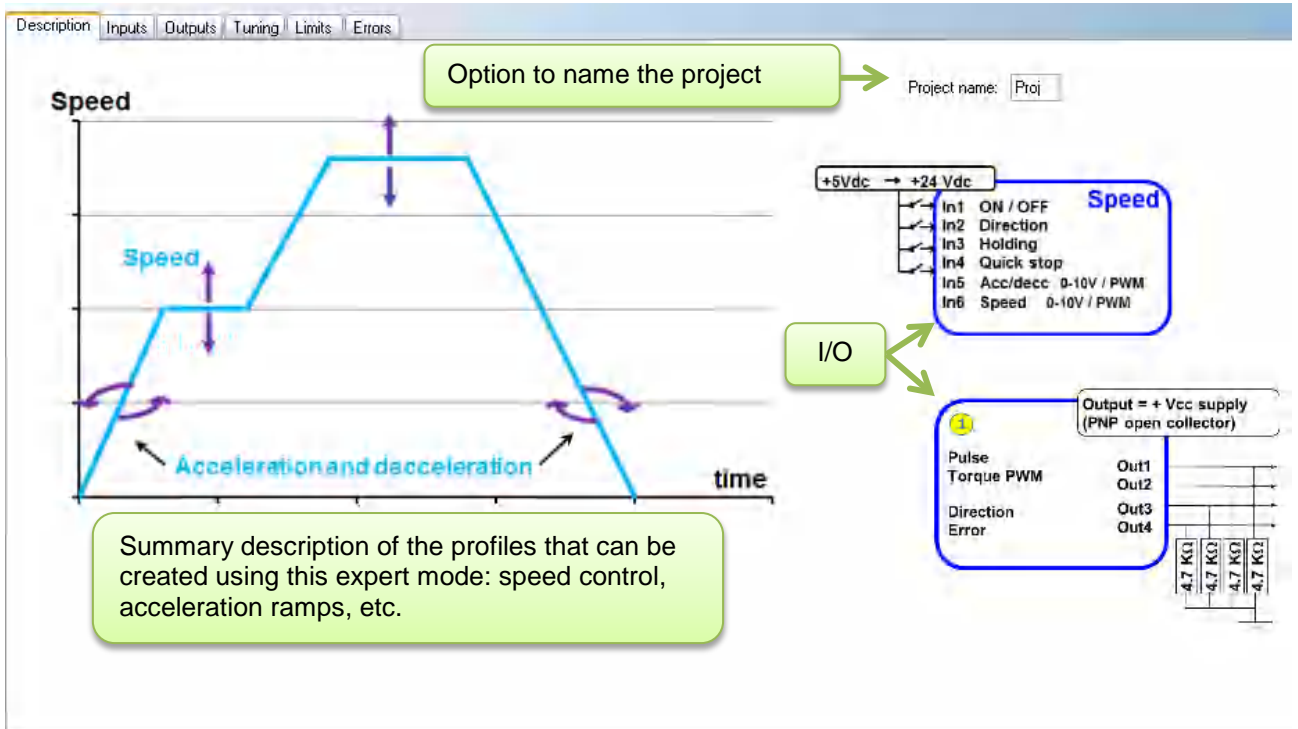 Description Inputs Outputs Tuning Limits Errors
Option to name the project
Project name: Proj
Speed
Speed
Acceleration and dacceleration
time
Summary description of the profiles that can be
created using this expert mode: speed control,
acceleration ramps, etc.
+5Vdc → +24 Vdc
Speed
In1 ON / OFF
In2 Direction
In3 Holding
In4 Quick stop
In5 Acc/decc 0-10V / PWM
In6 Speed 0-10V / PWM
I/O
Output = + Vcc supply
(PNP open collector)
1
Pulse Out1
Torque PWM Out2
Direction Out3
Error Out4
4.7 KΩ
4.7 KΩ
4.7 KΩ
4.7 KΩ